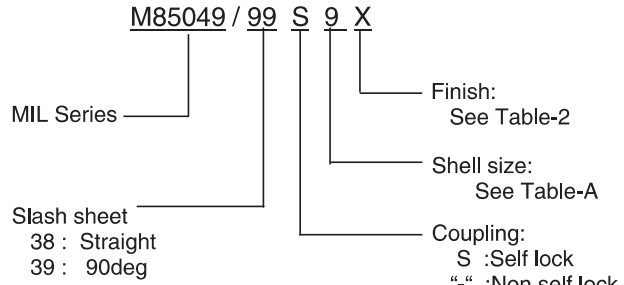 M85049 / 99 S 9 X
MIL Series
Finish:
See Table-2
Shell size:
See Table-A
Slash sheet
38 : Straight
39 : 90deg
Coupling:
S :Self lock
"-" :Non self lock